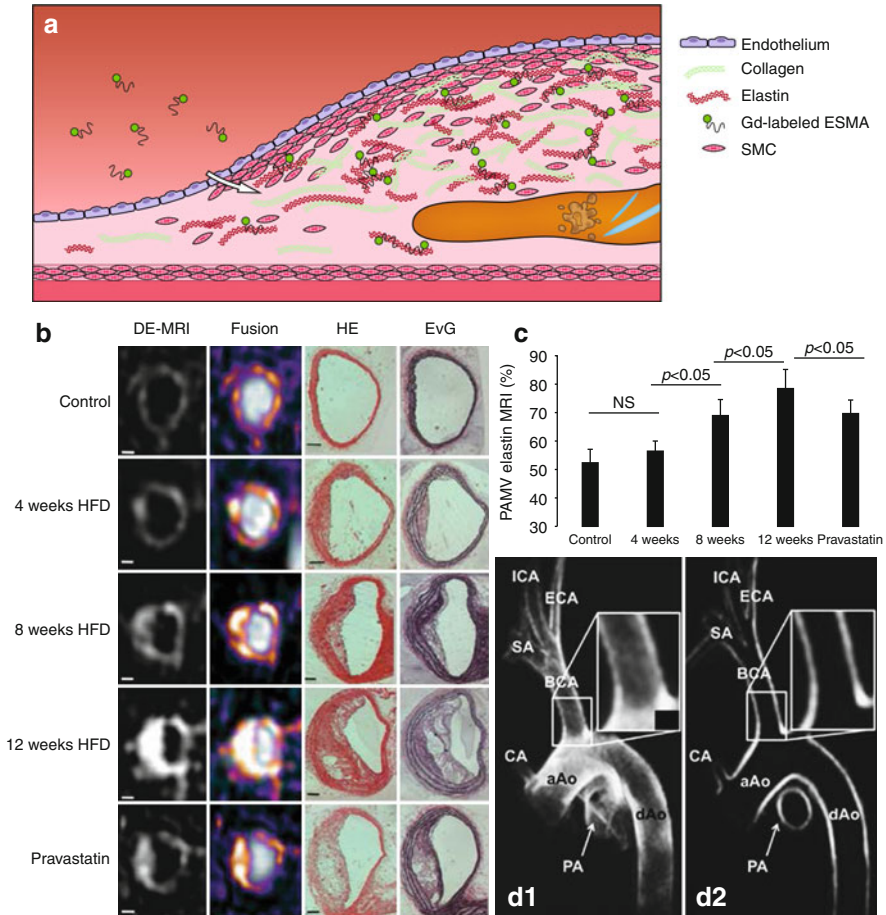 a
Endothelium
Collagen
Elastin
Gd-labeled ESMA
SMC
b
DE-MRI Fusion HE EvG
Control
4 weeks HFD
8 weeks HFD
12 weeks HFD
Pravastatin
c
PAMV elastin MRI (%)
90
80
70
60
50
40
30
NS
p<0.05
p<0.05
p<0.05
Control 4 weeks 8 weeks 12 weeks Pravastatin
ICA
ECA
SA
BCA
CA
aAo
dAo
PA
d1
ICA
ECA
SA
BCA
CA
aAo
dAo
PA
d2